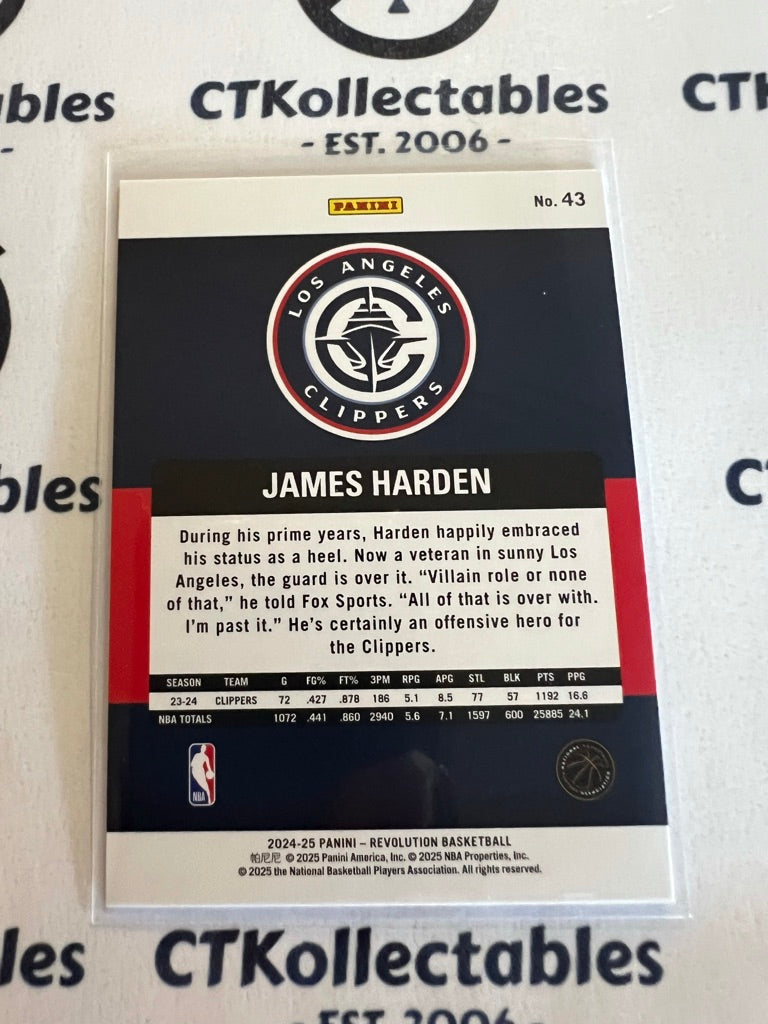 bles
CTKollectables
CTK
- EST. 2006 -
PANINI
No. 43
LOS ANGELES
CLIPPERS
bles
C
JAMES HARDEN
During his prime years, Harden happily embraced
his status as a heel. Now a veteran in sunny Los
Angeles, the guard is over it. “Villain role or none
of that,” he told Fox Sports. “All of that is over with.
I’m past it.” He’s certainly an offensive hero for
the Clippers.
SEASON TEAM G FG% FT% 3PM RPG APG STL BLK PTS PPG
23-24 CLIPPERS 72 .427 .878 186 5.1 8.5 77 57 1192 16.6
NBA TOTALS 1072 .441 .860 2940 5.6 7.1 1597 600 25885 24.1
NBA
NATIONAL BASKETBALL PLAYERS ASSOCIATION
2024-25 PANINI – REVOLUTION BASKETBALL
帕尼尼 © 2025 Panini America, Inc. © 2025 NBA Properties, Inc.
© 2025 the National Basketball Players Association. All rights reserved.
les
CTKollectables
- EST. 2006 -